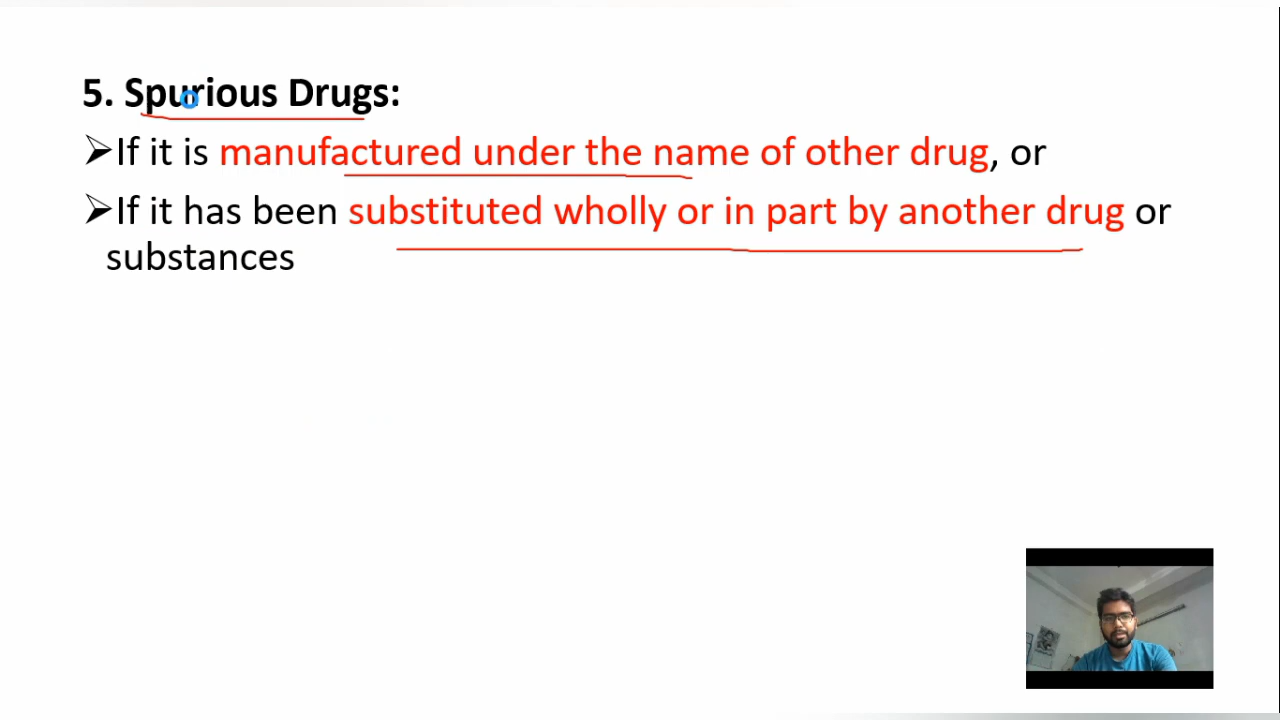 5. Spurious Drugs:
➢If it is manufactured under the name of other drug, or
➢If it has been substituted wholly or in part by another drug or
substances